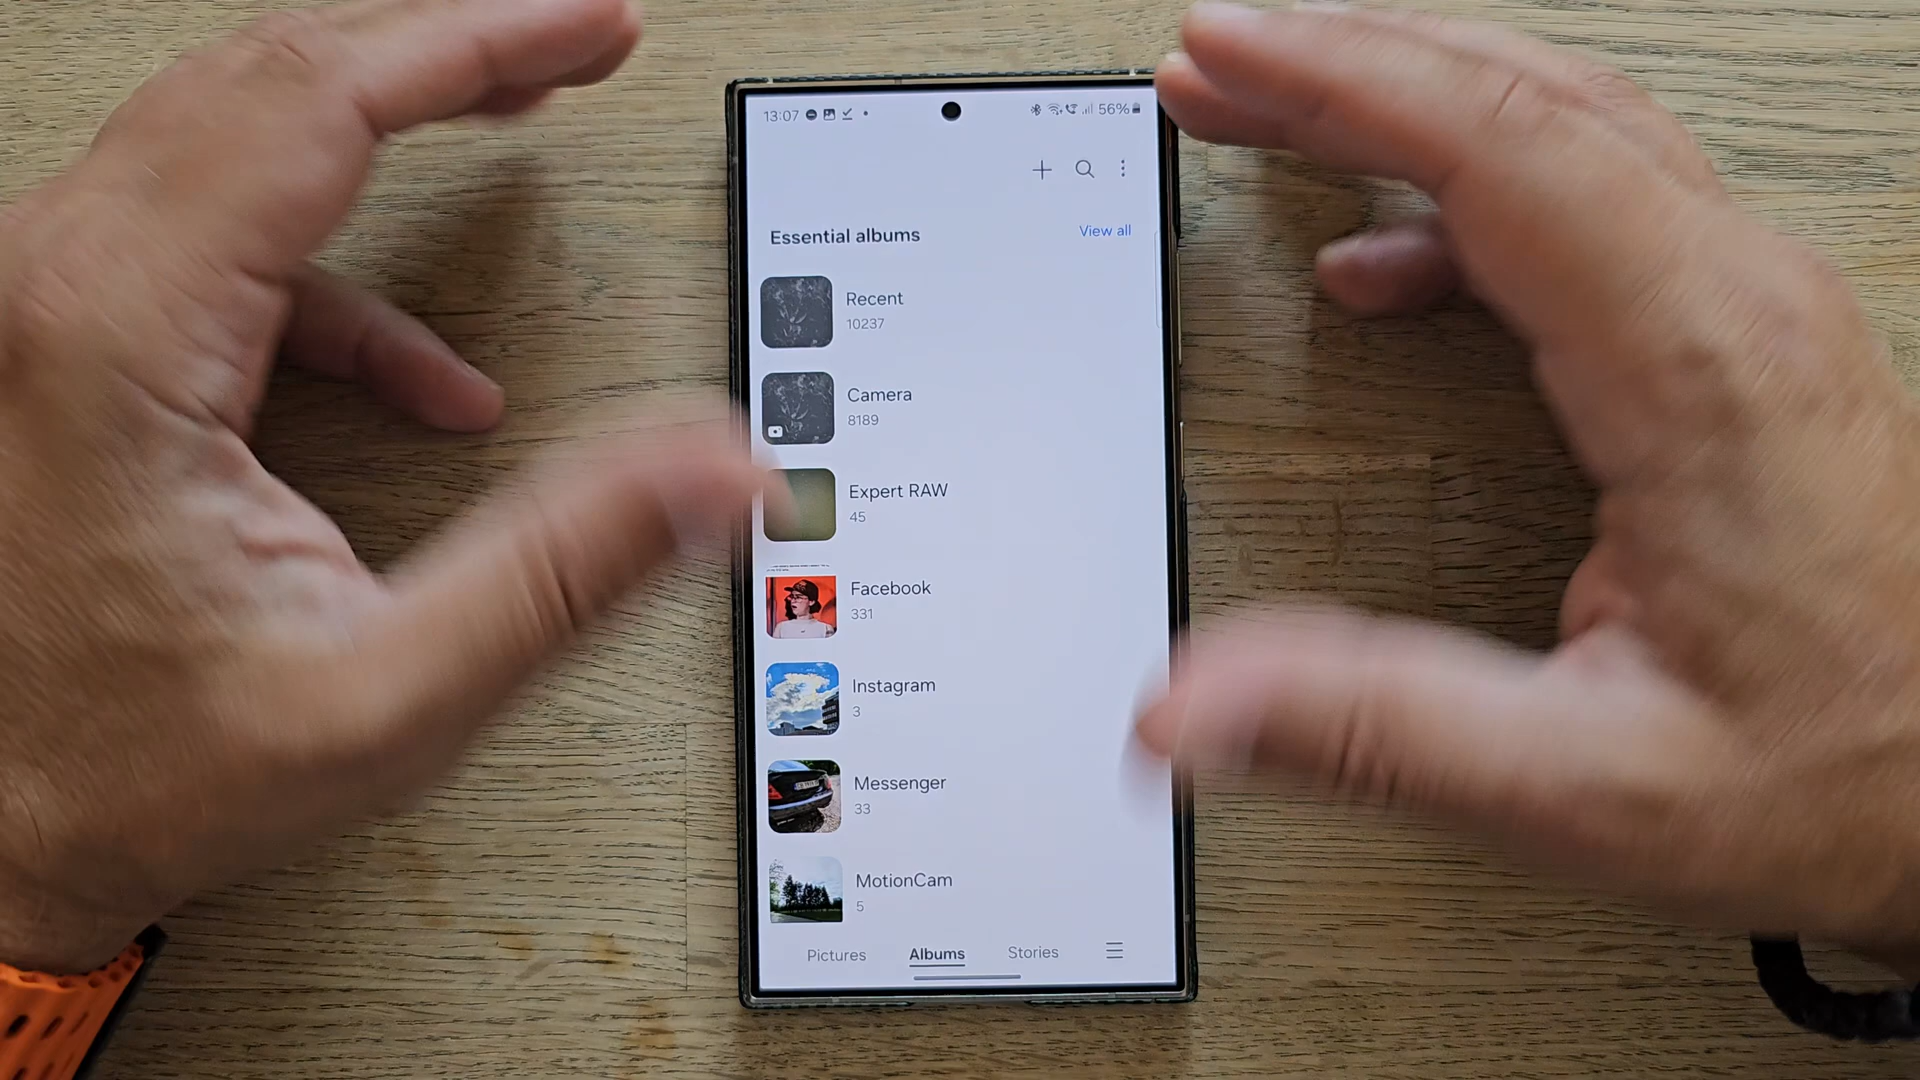 13:07
56%
Essential albums
View all
Recent
10237
Camera
8189
Expert RAW
45
Facebook
331
Instagram
3
Messenger
33
MotionCam
5
Pictures Albums Stories